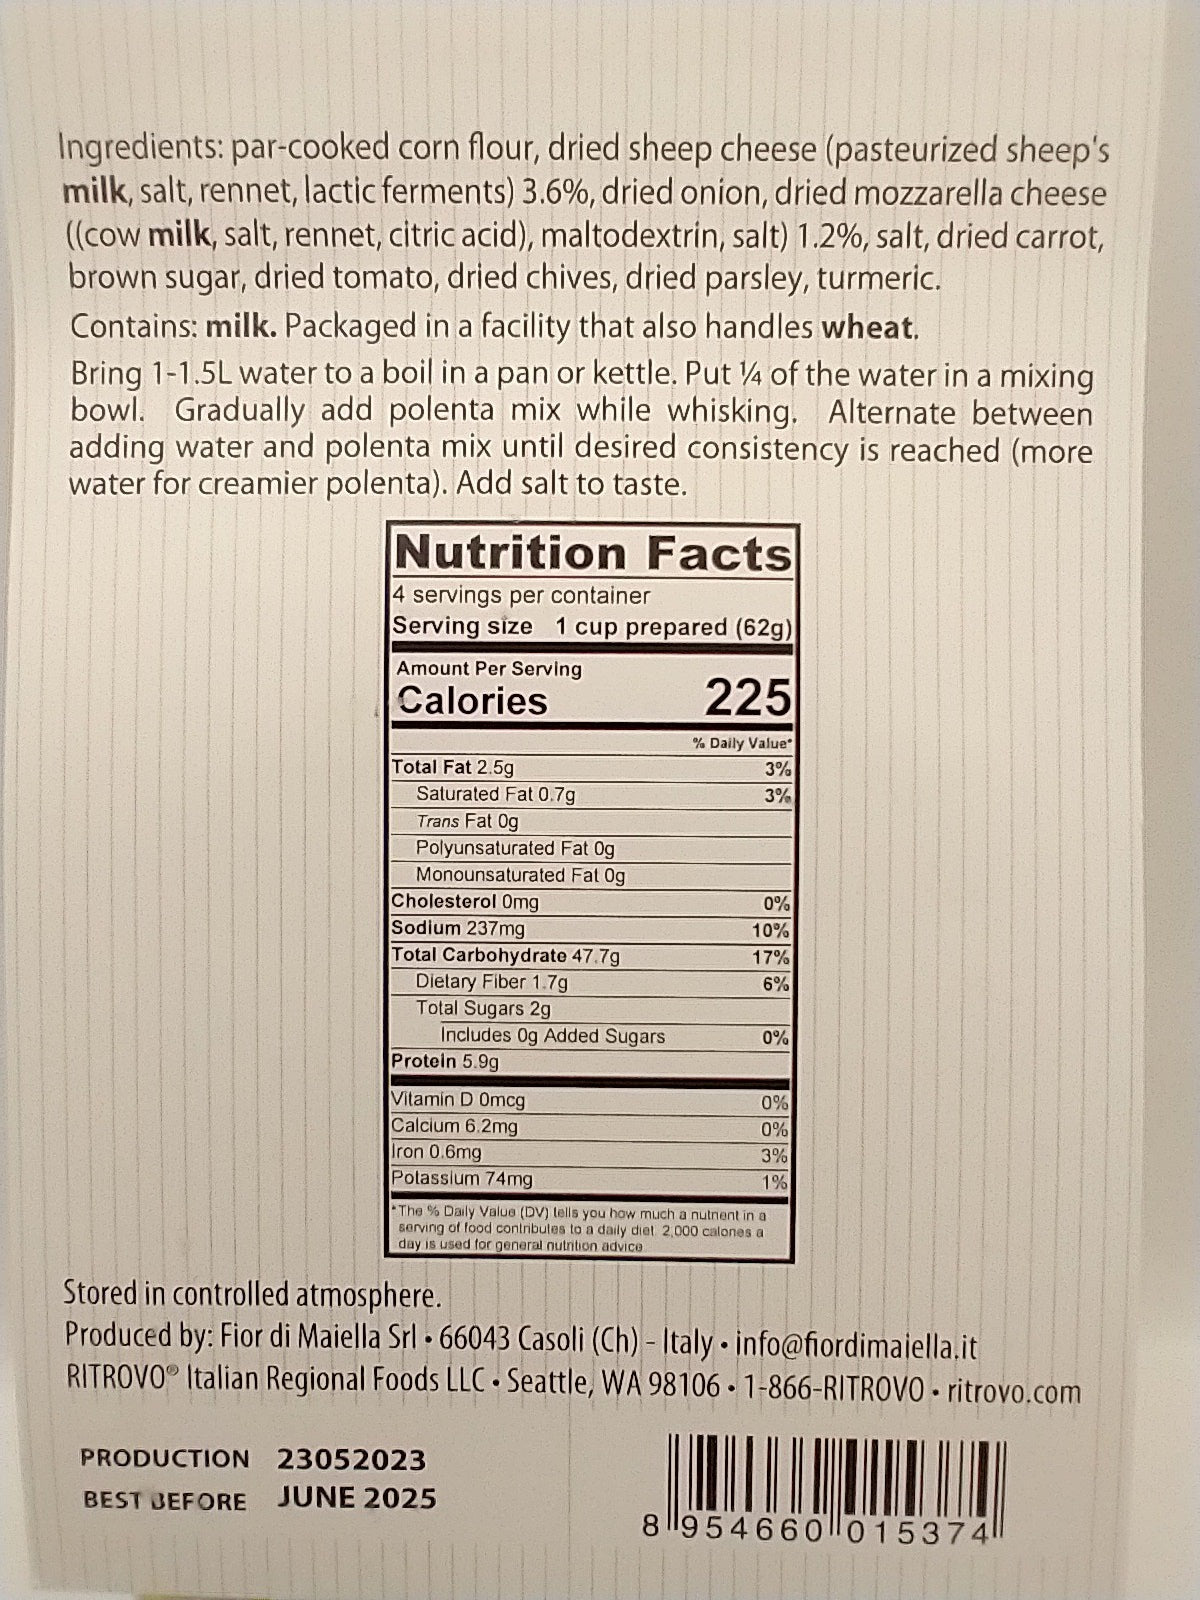 Ingredients: par-cooked corn flour, dried sheep cheese (pasteurized sheep's
milk, salt, rennet, lactic ferments) 3.6%, dried onion, dried mozzarella cheese
((cow milk, salt, rennet, citric acid), maltodextrin, salt) 1.2%, salt, dried carrot,
brown sugar, dried tomato, dried chives, dried parsley, turmeric.
Contains: milk. Packaged in a facility that also handles wheat.
Bring 1-1.5L water to a boil in a pan or kettle. Put ¼ of the water in a mixing
bowl. Gradually add polenta mix while whisking. Alternate between
adding water and polenta mix until desired consistency is reached (more
water for creamier polenta). Add salt to taste.
Nutrition Facts
4 servings per container
Serving size 1 cup prepared (62g)
Amount Per Serving
Calories 225
% Daily Value*
Total Fat 2.5g 3%
Saturated Fat 0.7g 3%
Trans Fat 0g
Polyunsaturated Fat 0g
Monounsaturated Fat 0g
Cholesterol 0mg 0%
Sodium 237mg 10%
Total Carbohydrate 47.7g 17%
Dietary Fiber 1.7g 6%
Total Sugars 2g
Includes 0g Added Sugars 0%
Protein 5.9g
Vitamin D 0mcg 0%
Calcium 6.2mg 0%
Iron 0.6mg 3%
Potassium 74mg 1%
*The % Daily Value (DV) tells you how much a nutrient in a
serving of food contributes to a daily diet. 2,000 calories a
day is used for general nutrition advice
Stored in controlled atmosphere.
Produced by: Fior di Maiella Srl • 66043 Casoli (Ch) - Italy • info@fiordimaiella.it
RITROVO® Italian Regional Foods LLC • Seattle, WA 98106 • 1-866-RITROVO • ritrovo.com
PRODUCTION 23052023
BEST BEFORE JUNE 2025
8 954660 015374